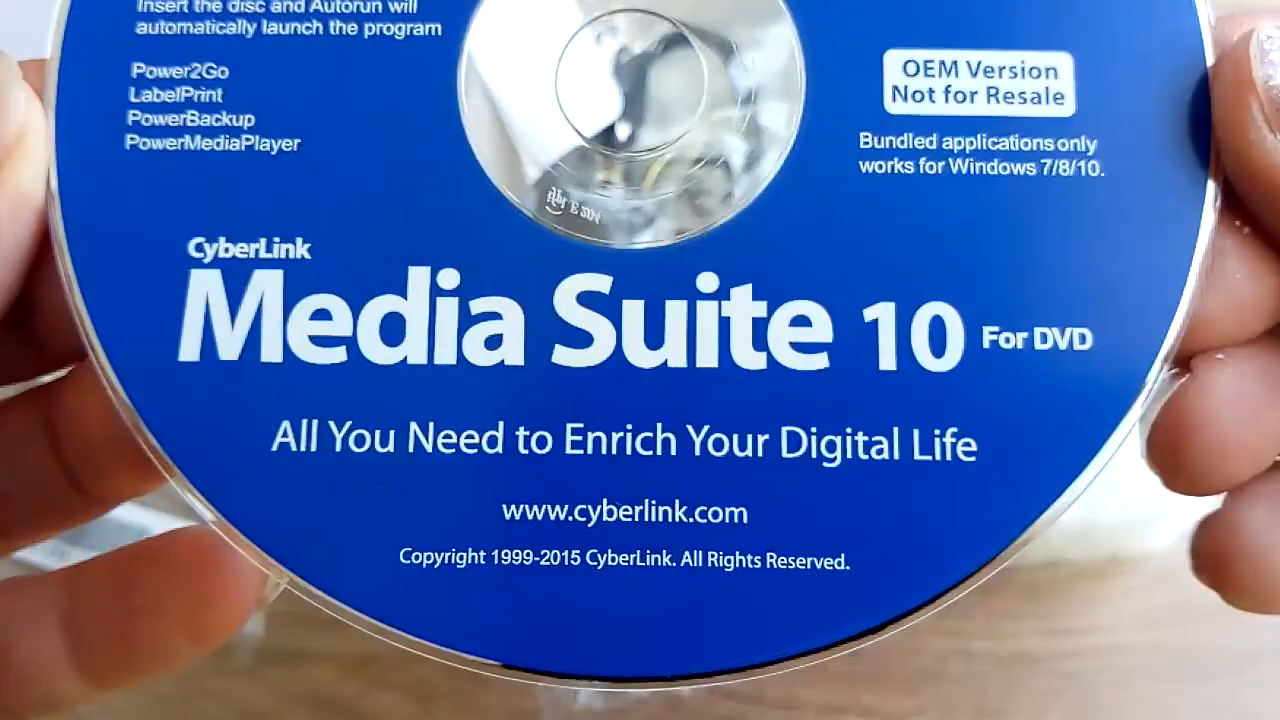 Insert the disc and Autorun will
automatically launch the program
Power2Go
LabelPrint
PowerBackup
PowerMediaPlayer
OEM Version
Not for Resale
Bundled applications only
works for Windows 7/8/10.
CyberLink
Media Suite 10 For DVD
All You Need to Enrich Your Digital Life
www.cyberlink.com
Copyright 1999-2015 CyberLink. All Rights Reserved.